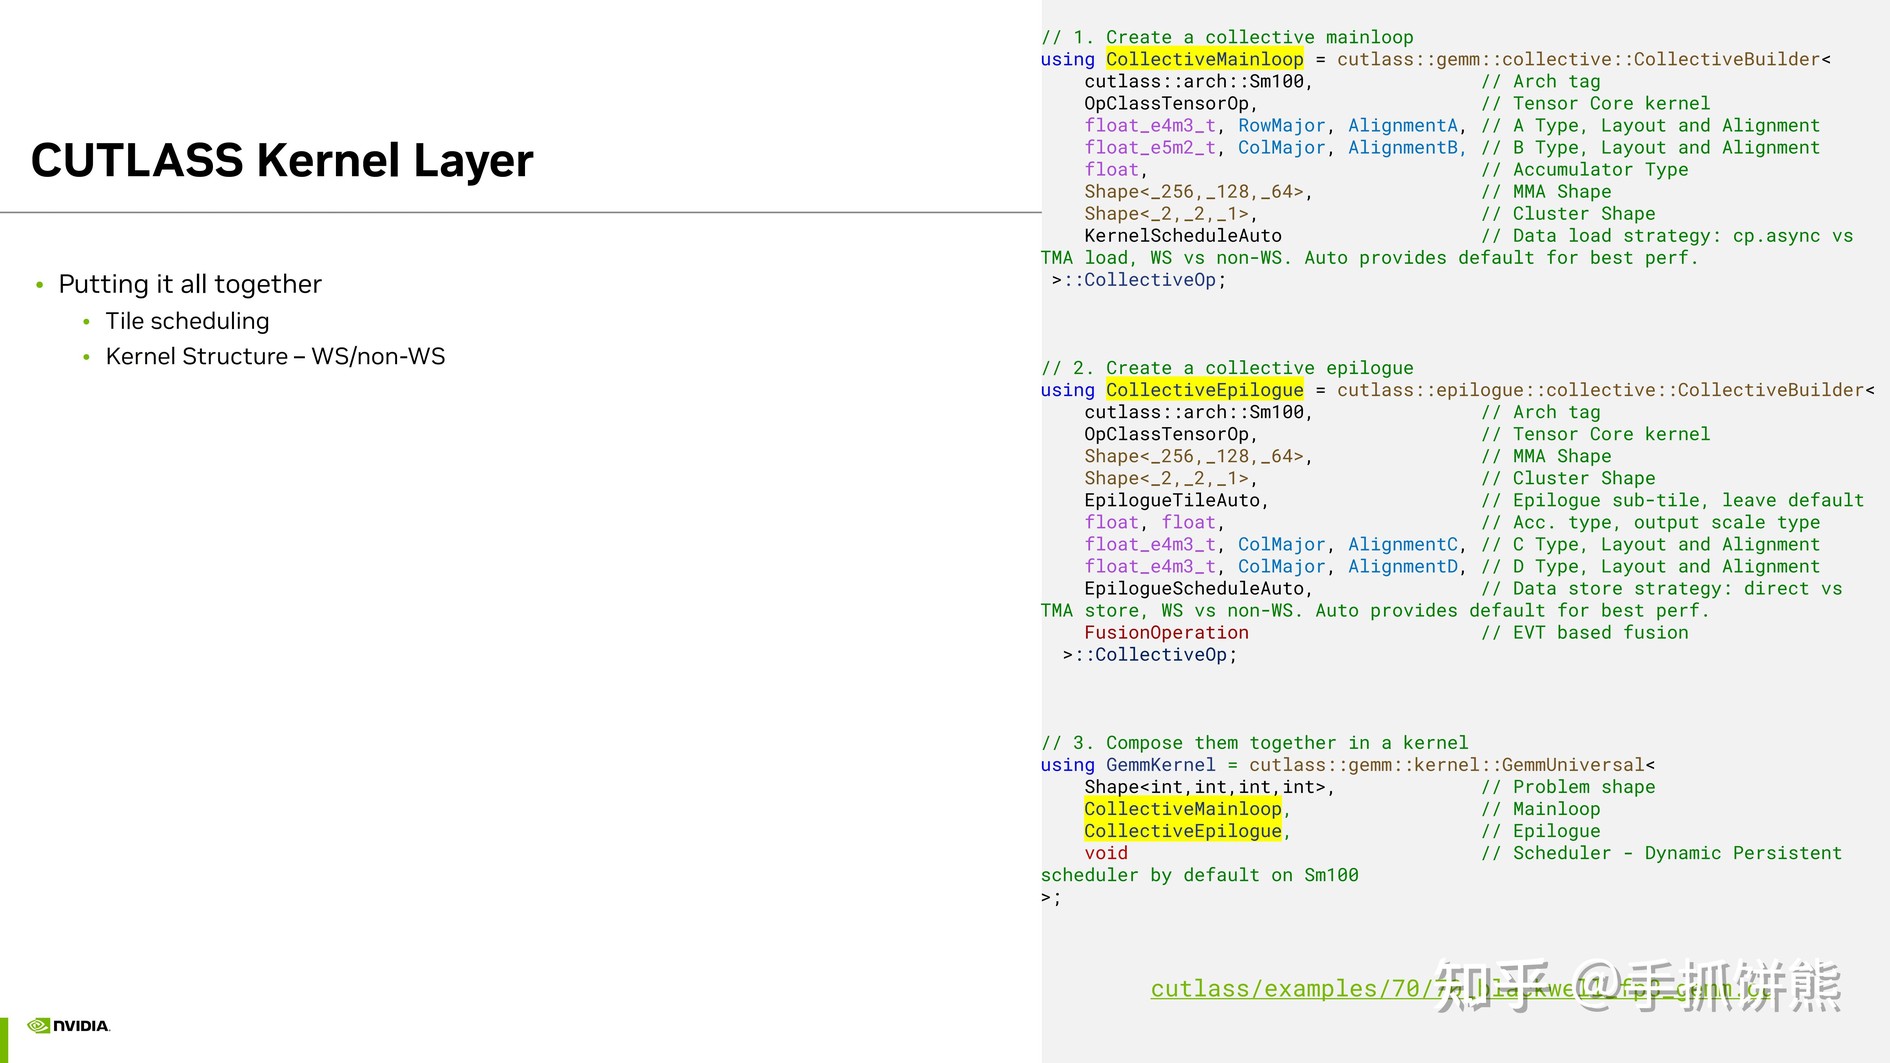 CUTLASS Kernel Layer
• Putting it all together
• Tile scheduling
• Kernel Structure – WS/non-WS
// 1. Create a collective mainloop
using CollectiveMainloop = cutlass::gemm::collective::CollectiveBuilder<
cutlass::arch::Sm100, // Arch tag
OpClassTensorOp, // Tensor Core kernel
float_e4m3_t, RowMajor, AlignmentA, // A Type, Layout and Alignment
float_e5m2_t, ColMajor, AlignmentB, // B Type, Layout and Alignment
float, // Accumulator Type
Shape<_256,_128,_64>, // MMA Shape
Shape<_2,_2,_1>, // Cluster Shape
KernelScheduleAuto // Data load strategy: cp.async vs
TMA load, WS vs non-WS. Auto provides default for best perf.
>::CollectiveOp;
// 2. Create a collective epilogue
using CollectiveEpilogue = cutlass::epilogue::collective::CollectiveBuilder<
cutlass::arch::Sm100, // Arch tag
OpClassTensorOp, // Tensor Core kernel
Shape<_256,_128,_64>, // MMA Shape
Shape<_2,_2,_1>, // Cluster Shape
EpilogueTileAuto, // Epilogue sub-tile, leave default
float, float, // Acc. type, output scale type
float_e4m3_t, ColMajor, AlignmentC, // C Type, Layout and Alignment
float_e4m3_t, ColMajor, AlignmentD, // D Type, Layout and Alignment
EpilogueScheduleAuto, // Data store strategy: direct vs
TMA store, WS vs non-WS. Auto provides default for best perf.
FusionOperation // EVT based fusion
>::CollectiveOp;
// 3. Compose them together in a kernel
using GemmKernel = cutlass::gemm::kernel::GemmUniversal<
Shape<int,int,int,int>, // Problem shape
CollectiveMainloop, // Mainloop
CollectiveEpilogue, // Epilogue
void // Scheduler - Dynamic Persistent
scheduler by default on Sm100
>;
cutlass/examples/70/
知乎 @手抓饼熊
NVIDIA.